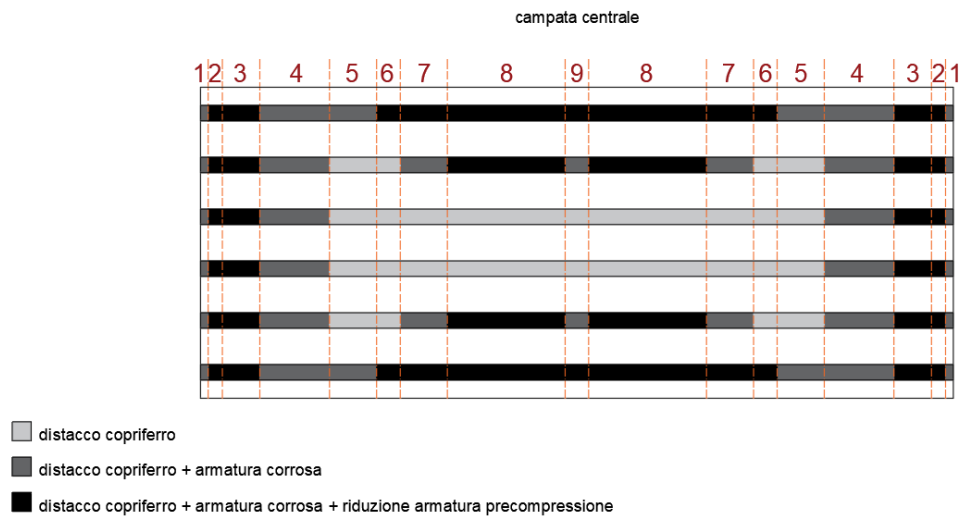 campata centrale
1 2 3 4 5 6 7 8 9 8 7 6 5 4 3 2 1
distacco copriferro
distacco copriferro + armatura corrosa
distacco copriferro + armatura corrosa + riduzione armatura precompressione